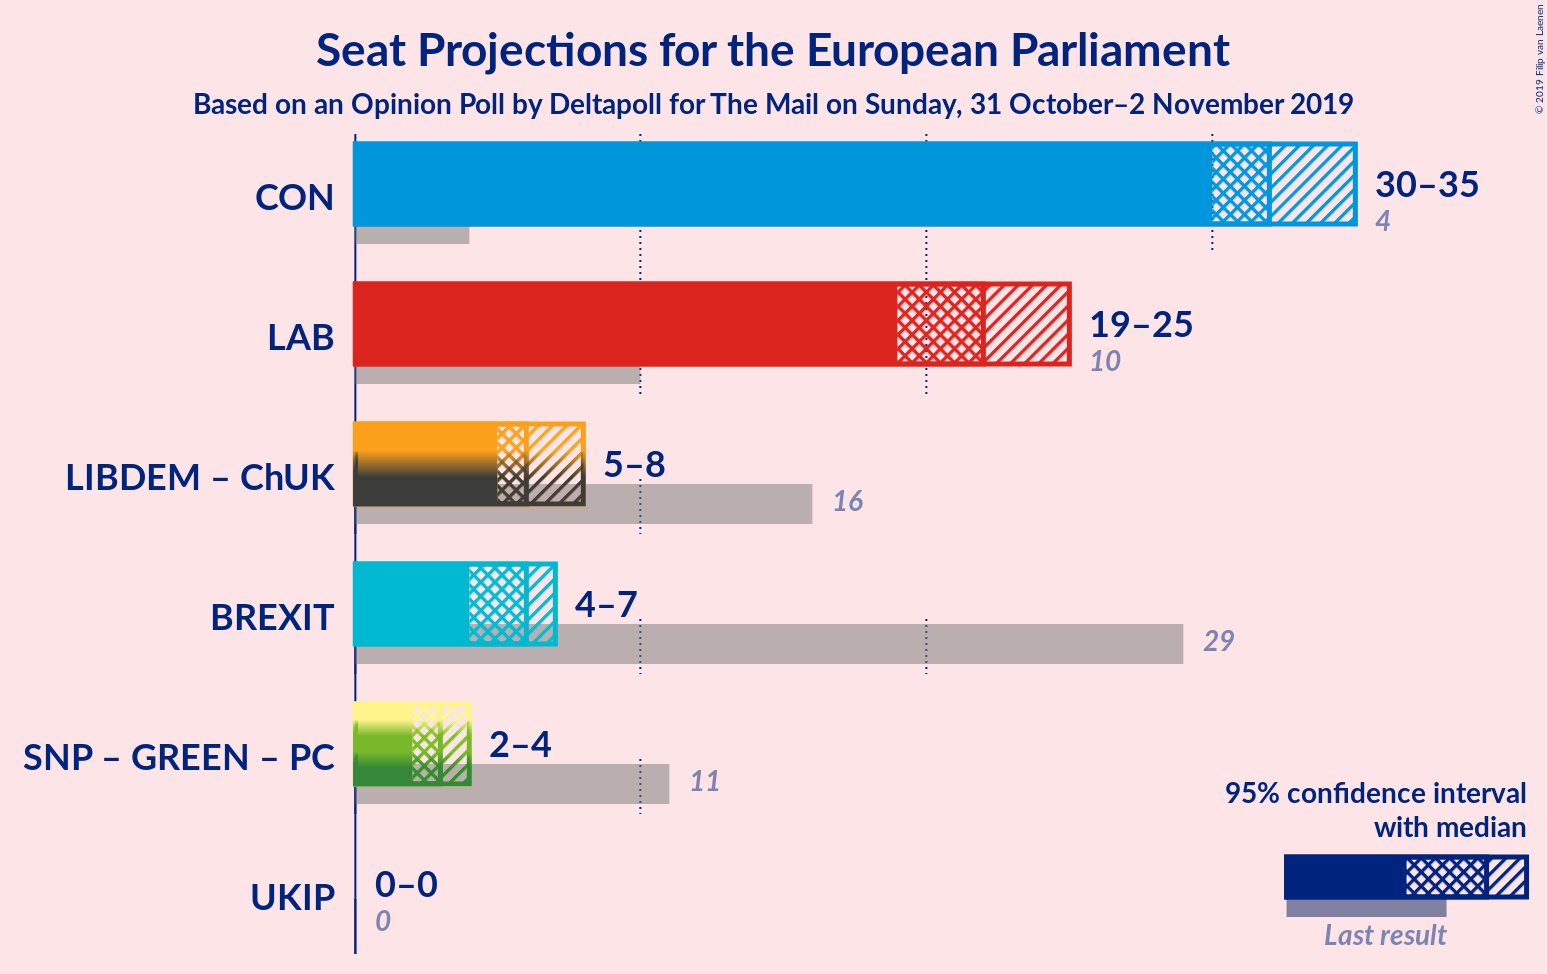 Seat Projections for the European Parliament
Based on an Opinion Poll by Deltapoll for The Mail on Sunday, 31 October–2 November 2019
© 2019 Filip van Laenen
CON
30–35
4
LAB
19–25
10
LIBDEM – ChUK
5–8
16
BREXIT
4–7
29
SNP – GREEN – PC
2–4
11
UKIP
0–0
0
95% confidence interval
with median
Last result